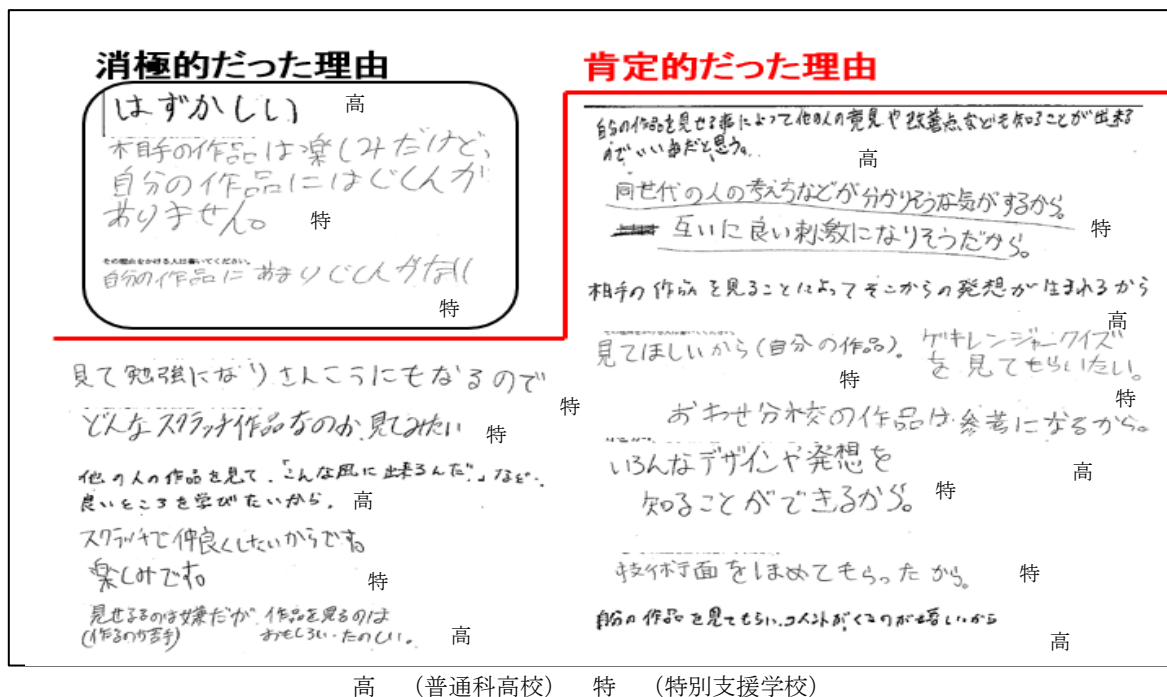 消極的だった理由
はずかしい
高
相手の作品は楽しみだけど、
自分の作品にはじしんが
ありません。
特
その理由をかける人は書いてください。
自分の作品にあまりじしんがない
特
見て勉強になりさんこうにもなるので
特
どんなスクラッチ作品なのか見てみたい
特
他の人の作品を見て、「こんな風に出来るんだ」など、
良いところを学びたいから。
高
スクラッチで仲良くしたいからです。
楽しみです。
特
見せるのは嫌だが 作品を見るのは
(作るのが苦手) おもしろい・たのしい。
高
肯定的だった理由
自分の作品を見せる事によって他の人の意見や改善点なども知ることが出来る
のでいい事だと思う。
高
同世代の人の考えちなどが分かりそうな気がするから。
互いに良い刺激になりそうだから。
特
相手の作品を見ることによってそこからの発想が生まれるから
高
見てほしいから(自分の作品)。
特
ゲキレンジャークイズ
を見てもらいたい。
特
おわせ分校の作品は参考になるから。
高
いろんなデザインや発想を
知ることができるから。
特
技術面をほめてもらったから。
特
自分の作品を見てもらい、コメントがくるのが嬉しいから
高
高 (普通科高校) 特 (特別支援学校)